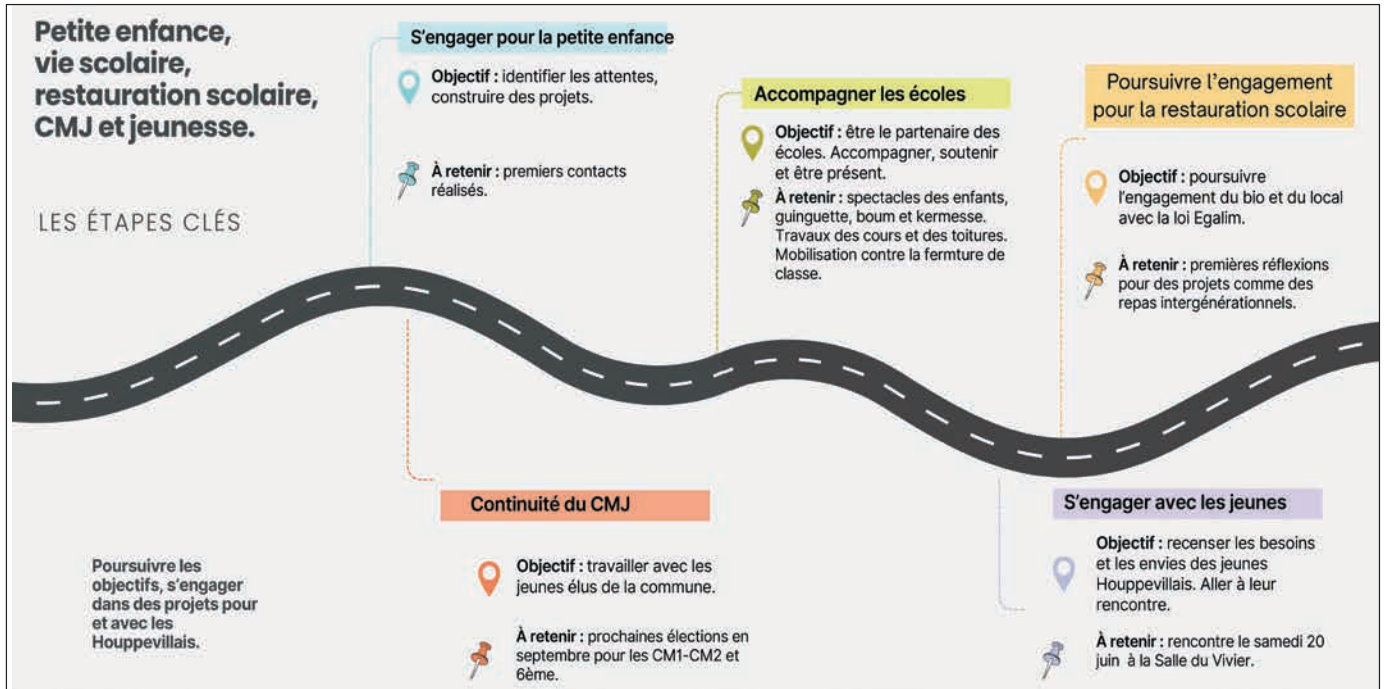 Petite enfance,
vie scolaire,
restauration scolaire,
CMJ et jeunesse.
LES ÉTAPES CLÉS
S'engager pour la petite enfance
Objectif : identifier les attentes,
construire des projets.
À retenir : premiers contacts
réalisés.
Accompagner les écoles
Objectif : être le partenaire des
écoles. Accompagner, soutenir
et être présent.
À retenir : spectacles des enfants,
guinguette, boum et kermesse.
Travaux des cours et des toitures.
Mobilisation contre la fermture de
classe.
Poursuivre l'engagement
pour la restauration scolaire
Objectif : poursuivre
l'engagement du bio et du local
avec la loi Egalim.
À retenir : premières réflexions
pour des projets comme des
repas intergénérationnels.
Poursuivre les
objectifs, s'engager
dans des projets pour
et avec les
Houppevillais.
Continuité du CMJ
Objectif : travailler avec les
jeunes élus de la commune.
À retenir : prochaines élections en
septembre pour les CM1-CM2 et
6ème.
S'engager avec les jeunes
Objectif : recenser les besoins
et les envies des jeunes
Houppevillais. Aller à leur
rencontre.
À retenir : rencontre le samedi 20
juin à la Salle du Vivier.